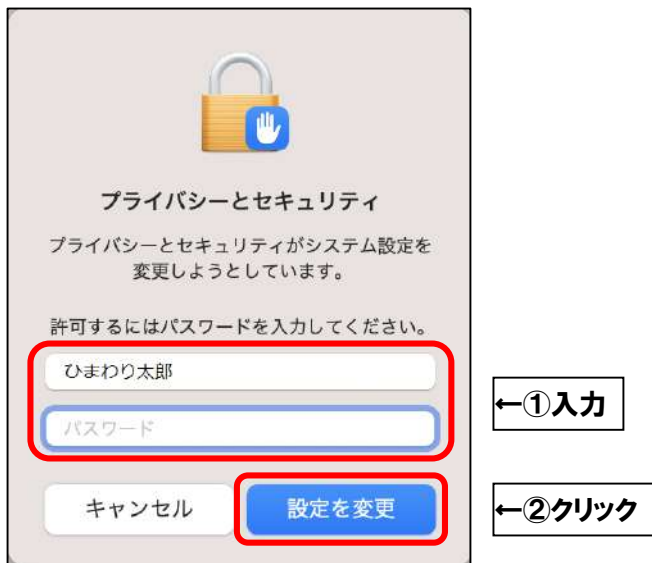 プライバシーとセキュリティ
プライバシーとセキュリティがシステム設定を
変更しようとしています。
許可するにはパスワードを入力してください。
ひまわり太郎
パスワード
←①入力
キャンセル
設定を変更
←②クリック